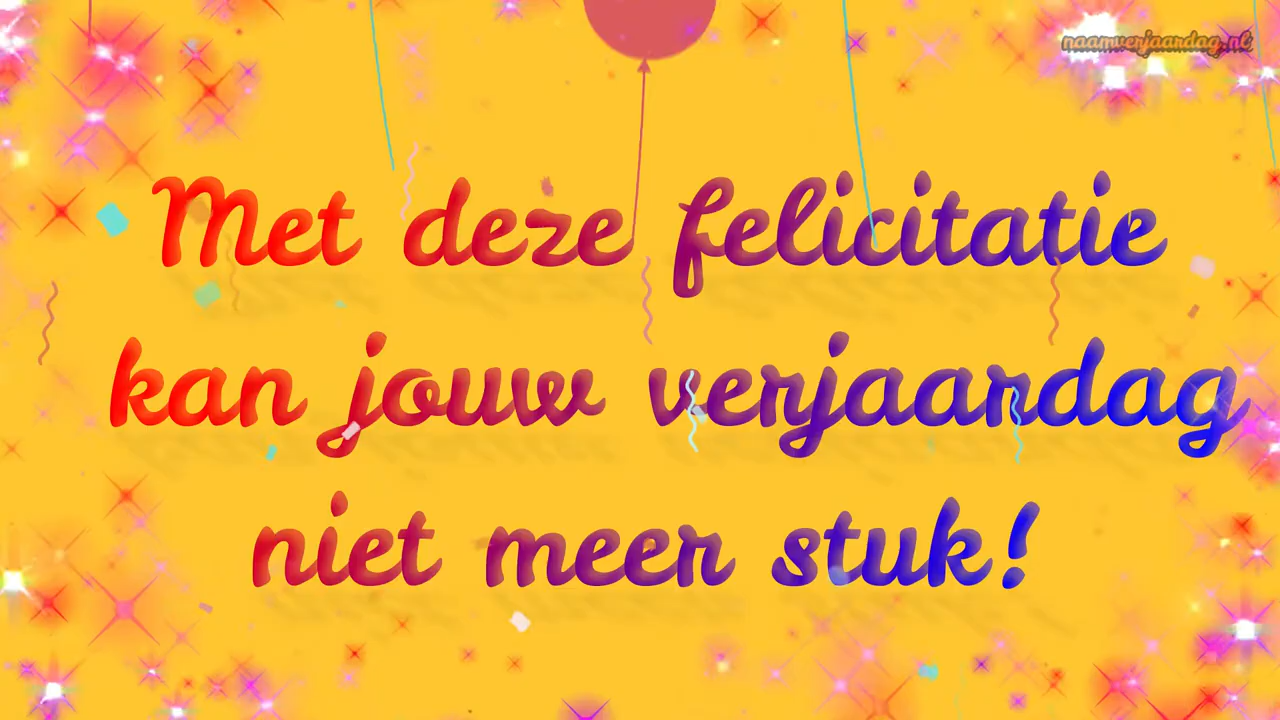 naamverjaardag.nl
Met deze felicitatie
kan jouw verjaardag
niet meer stuk!